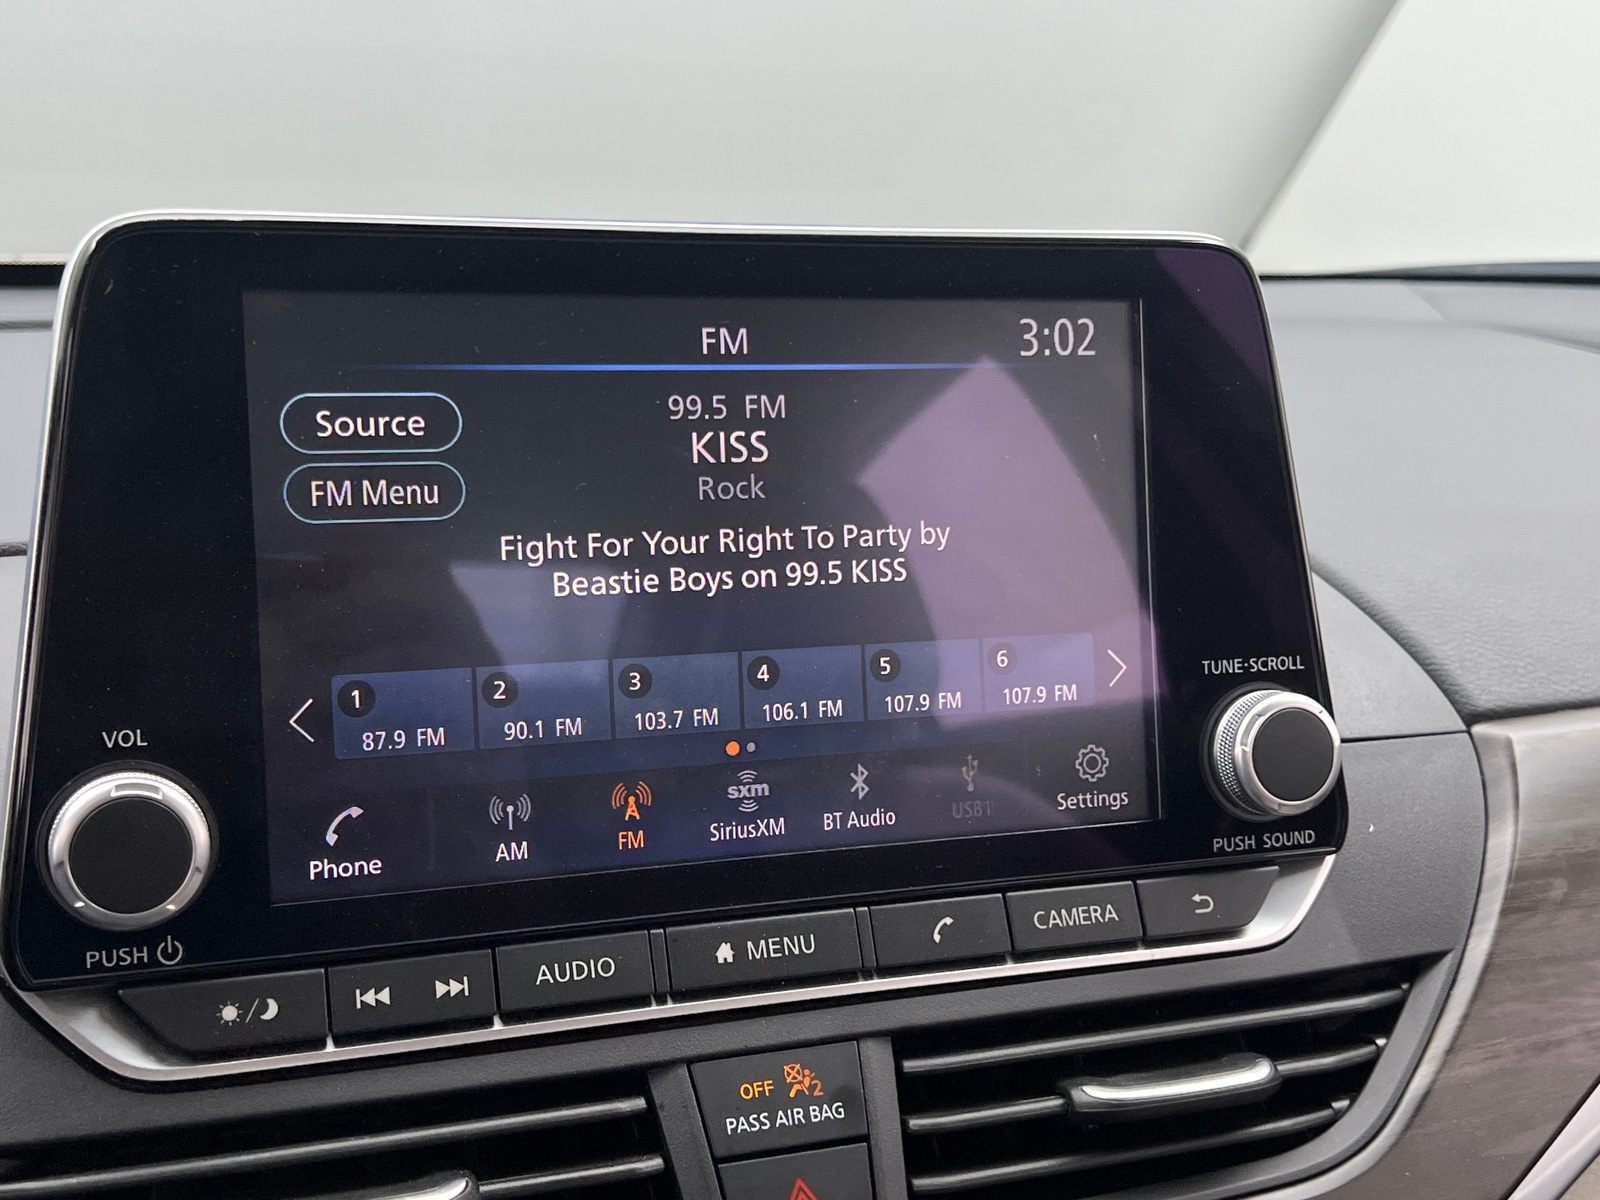 FM
3:02
Source
FM Menu
99.5 FM
KISS
Rock
Fight For Your Right To Party by
Beastie Boys on 99.5 KISS
1
87.9 FM
2
90.1 FM
3
103.7 FM
4
106.1 FM
5
107.9 FM
6
107.9 FM
Phone
AM
FM
sxm
SiriusXM
BT Audio
USB1
Settings
VOL
PUSH
TUNE·SCROLL
PUSH SOUND
AUDIO
MENU
CAMERA
OFF
2
PASS AIR BAG